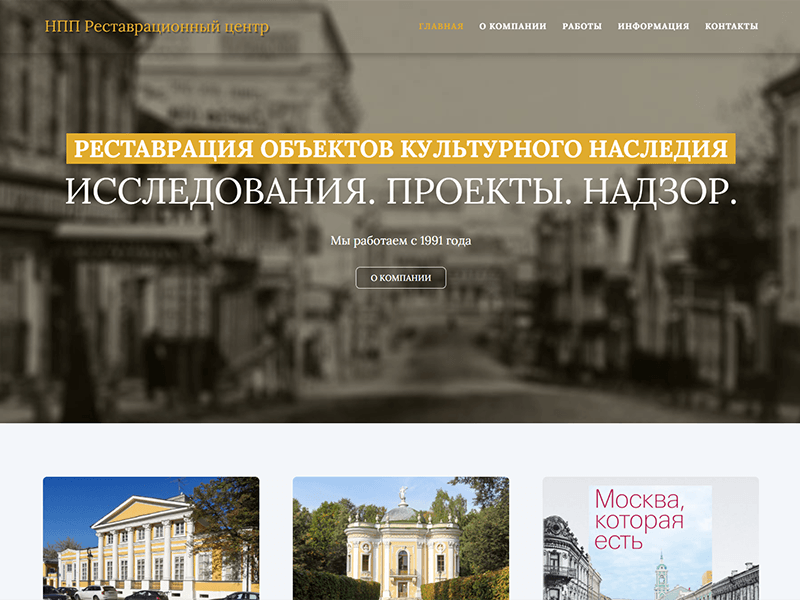 НПП Реставрационный центр
ГЛАВНАЯ О КОМПАНИИ РАБОТЫ ИНФОРМАЦИЯ КОНТАКТЫ
РЕСТАВРАЦИЯ ОБЪЕКТОВ КУЛЬТУРНОГО НАСЛЕДИЯ
ИССЛЕДОВАНИЯ. ПРОЕКТЫ. НАДЗОР.
Мы работаем с 1991 года
О КОМПАНИИ
Москва,
которая
есть